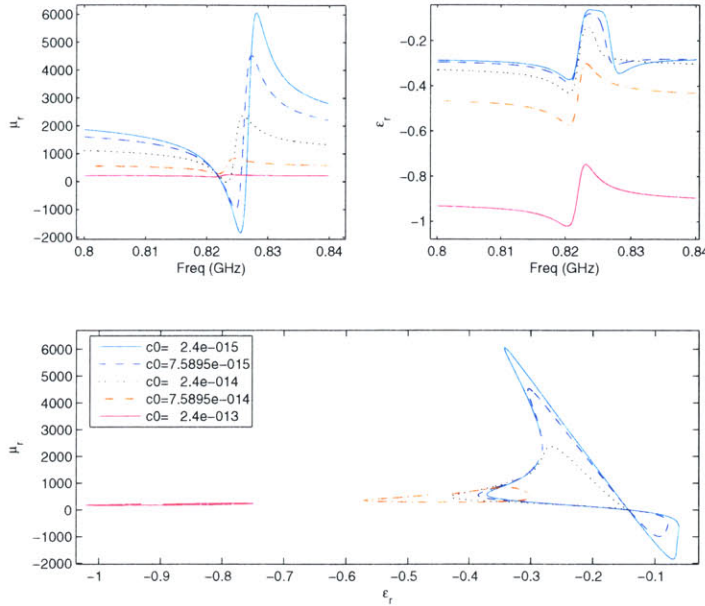 6000
5000
4000
3000
2000
1000
0
−1000
−2000
μr
0.8 0.81 0.82 0.83 0.84
Freq (GHz)
−0.2
−0.4
−0.6
−0.8
−1
εr
0.8 0.81 0.82 0.83 0.84
Freq (GHz)
6000
5000
4000
3000
2000
1000
0
−1000
−2000
μr
c0= 2.4e−015
c0=7.5895e−015
c0= 2.4e−014
c0=7.5895e−014
c0= 2.4e−013
−1 −0.9 −0.8 −0.7 −0.6 −0.5 −0.4 −0.3 −0.2 −0.1
εr